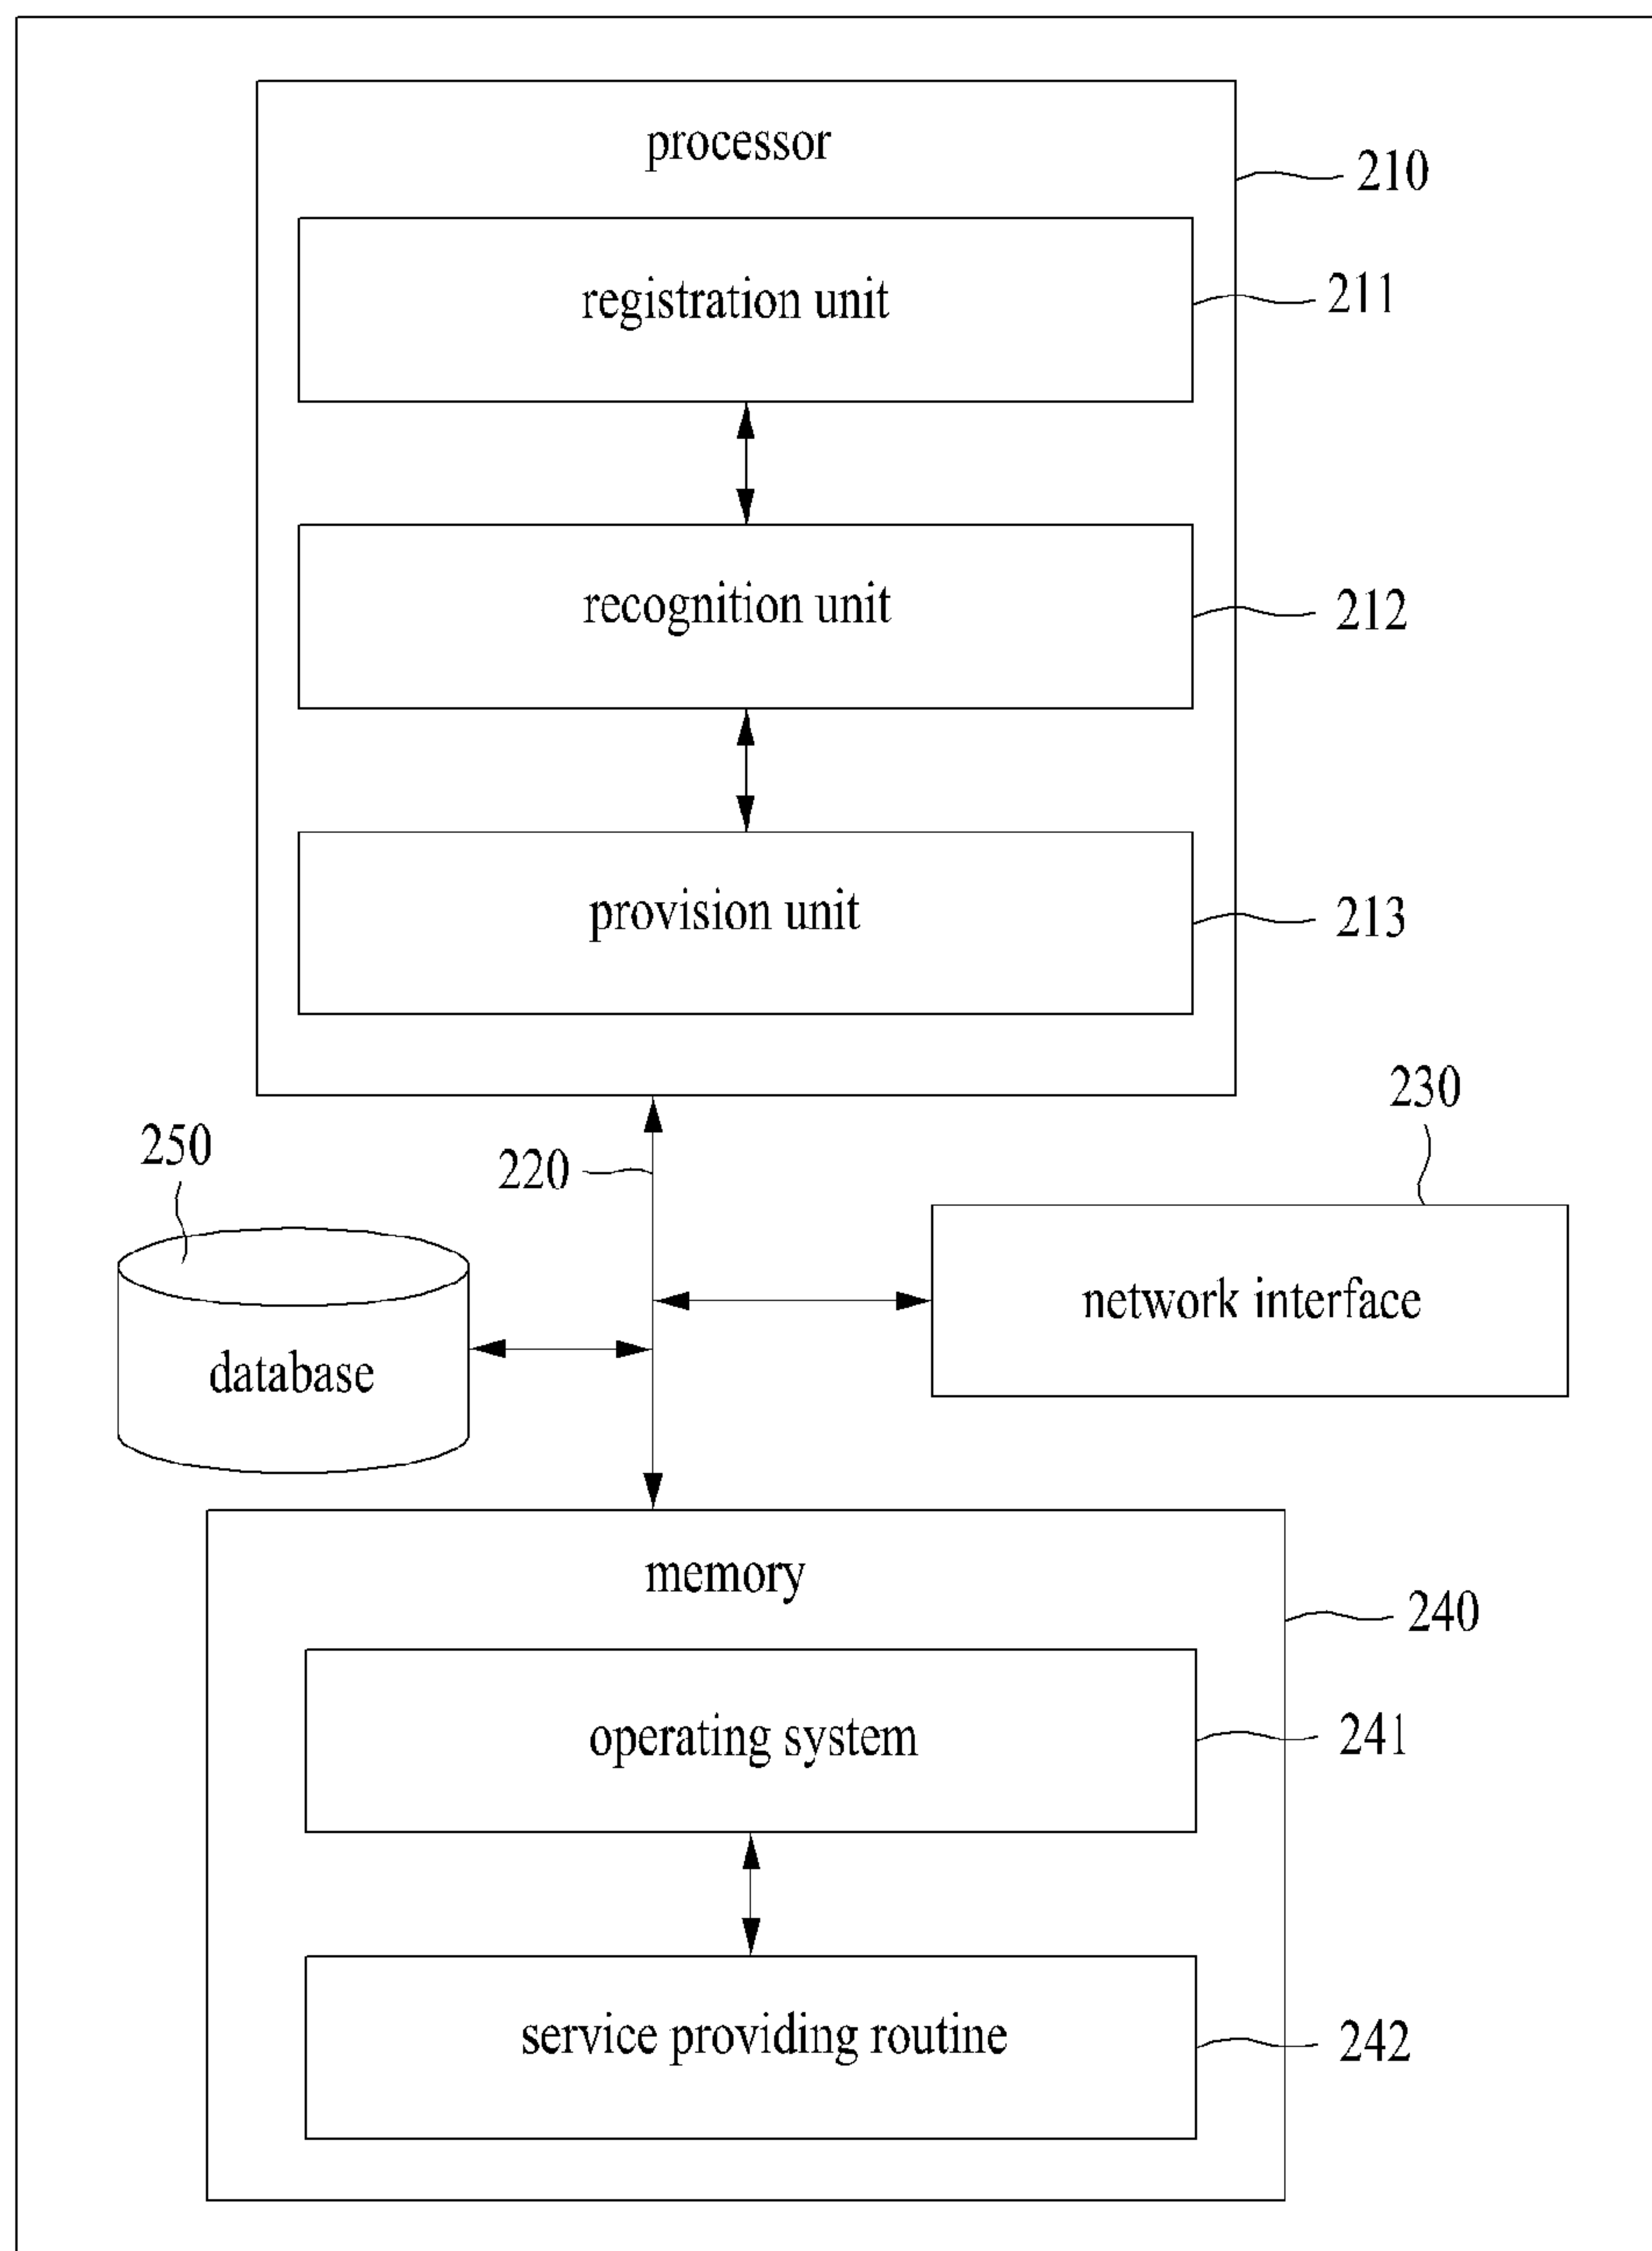 processor
210
registration unit
211
recognition unit
212
provision unit
213
230
250
220
network interface
database
memory
240
operating system
241
service providing routine
242